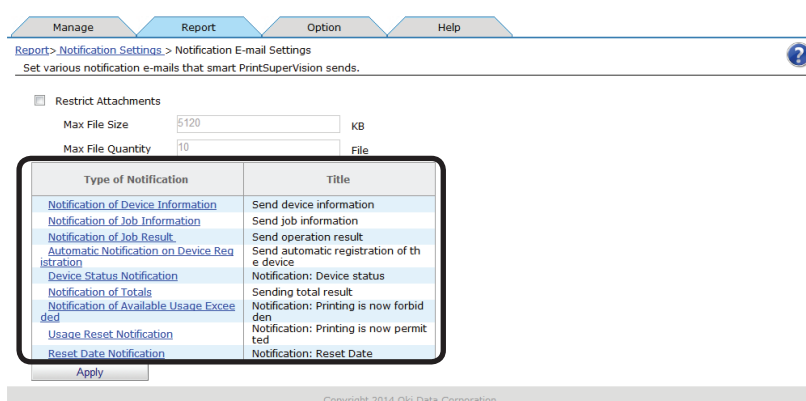 Manage Report Option Help
Report> Notification Settings > Notification E-mail Settings
?
Set various notification e-mails that smart PrintSuperVision sends.
Restrict Attachments
Max File Size 5120 KB
Max File Quantity 10 File
Type of Notification Title
Notification of Device Information Send device information
Notification of Job Information Send job information
Notification of Job Result Send operation result
Automatic Notification on Device Reg Send automatic registration of th
istration e device
Device Status Notification Notification: Device status
Notification of Totals Sending total result
Notification of Available Usage Excee Notification: Printing is now forbid
ded den
Usage Reset Notification Notification: Printing is now permit
ted
Reset Date Notification Notification: Reset Date
Apply
Copyright 2014 Oki Data Corporation